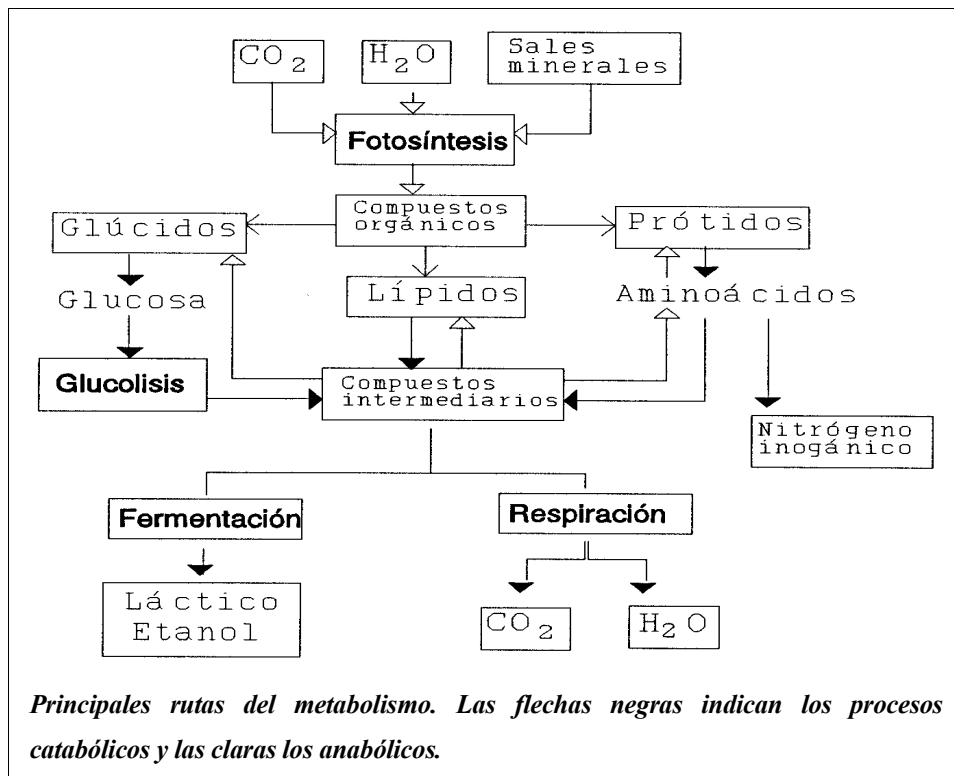 CO₂
H₂O
Sales
minerales
Fotosíntesis
Compuestos
orgánicos
Glúcidos
Prótidos
Lípidos
Glucosa
Aminoácidos
Glucolisis
Compuestos
intermediarios
Nitrógeno
inogánico
Fermentación
Respiración
Láctico
Etanol
CO₂
H₂O
Principales rutas del metabolismo. Las flechas negras indican los procesos
catabólicos y las claras los anabólicos.